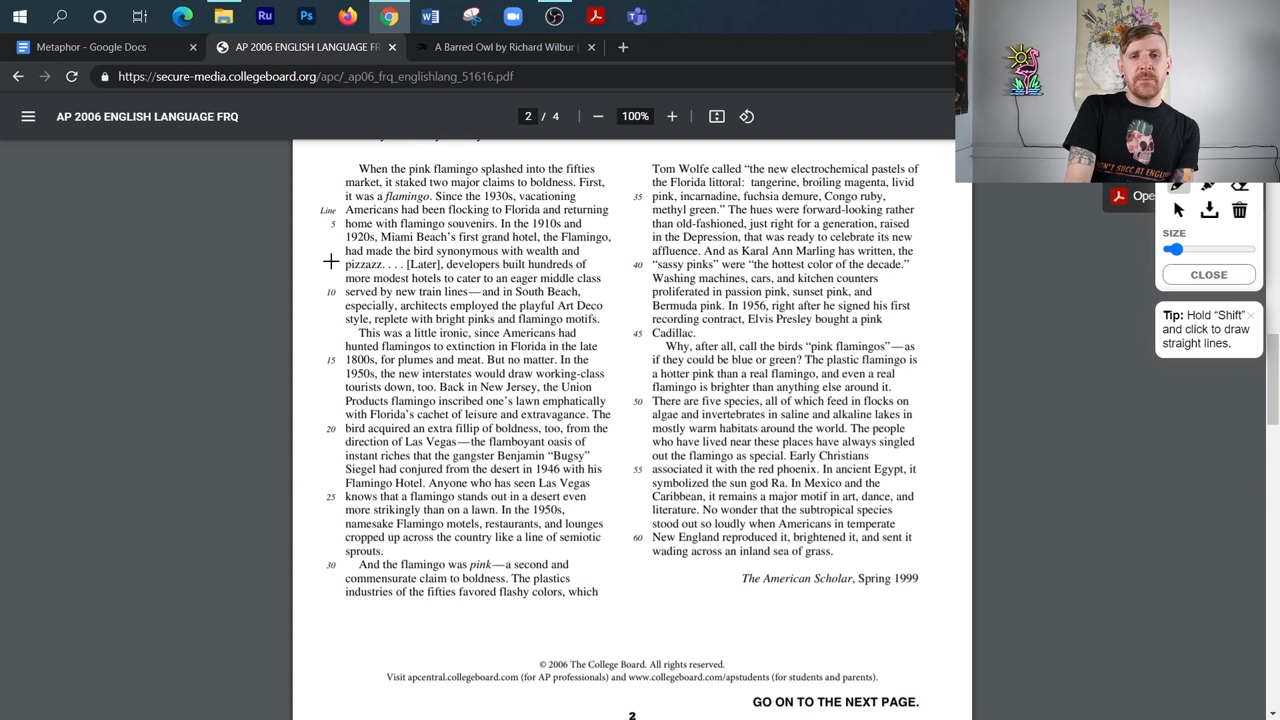 Metaphor - Google Docs
AP 2006 ENGLISH LANGUAGE FR
A Barred Owl by Richard Wilbur |
https://secure-media.collegeboard.org/apc/_ap06_frq_englishlang_51616.pdf
AP 2006 ENGLISH LANGUAGE FRQ
2 / 4
100%
When the pink flamingo splashed into the fifties
market, it staked two major claims to boldness. First,
it was a flamingo. Since the 1930s, vacationing
Line Americans had been flocking to Florida and returning
5 home with flamingo souvenirs. In the 1910s and
1920s, Miami Beach's first grand hotel, the Flamingo,
had made the bird synonymous with wealth and
pizzazz. . . . [Later], developers built hundreds of
more modest hotels to cater to an eager middle class
10 served by new train lines—and in South Beach,
especially, architects employed the playful Art Deco
style, replete with bright pinks and flamingo motifs.
This was a little ironic, since Americans had
hunted flamingos to extinction in Florida in the late
15 1800s, for plumes and meat. But no matter. In the
1950s, the new interstates would draw working-class
tourists down, too. Back in New Jersey, the Union
Products flamingo inscribed one's lawn emphatically
with Florida's cachet of leisure and extravagance. The
20 bird acquired an extra fillip of boldness, too, from the
direction of Las Vegas—the flamboyant oasis of
instant riches that the gangster Benjamin "Bugsy"
Siegel had conjured from the desert in 1946 with his
Flamingo Hotel. Anyone who has seen Las Vegas
25 knows that a flamingo stands out in a desert even
more strikingly than on a lawn. In the 1950s,
namesake Flamingo motels, restaurants, and lounges
cropped up across the country like a line of semiotic
sprouts.
30 And the flamingo was pink—a second and
commensurate claim to boldness. The plastics
industries of the fifties favored flashy colors, which
Tom Wolfe called "the new electrochemical pastels of
the Florida littoral: tangerine, broiling magenta, livid
35 pink, incarnadine, fuchsia demure, Congo ruby,
methyl green." The hues were forward-looking rather
than old-fashioned, just right for a generation, raised
in the Depression, that was ready to celebrate its new
affluence. And as Karal Ann Marling has written, the
40 "sassy pinks" were "the hottest color of the decade."
Washing machines, cars, and kitchen counters
proliferated in passion pink, sunset pink, and
Bermuda pink. In 1956, right after he signed his first
recording contract, Elvis Presley bought a pink
45 Cadillac.
Why, after all, call the birds "pink flamingos"—as
if they could be blue or green? The plastic flamingo is
a hotter pink than a real flamingo, and even a real
flamingo is brighter than anything else around it.
50 There are five species, all of which feed in flocks on
algae and invertebrates in saline and alkaline lakes in
mostly warm habitats around the world. The people
who have lived near these places have always singled
out the flamingo as special. Early Christians
55 associated it with the red phoenix. In ancient Egypt, it
symbolized the sun god Ra. In Mexico and the
Caribbean, it remains a major motif in art, dance, and
literature. No wonder that the subtropical species
stood out so loudly when Americans in temperate
60 New England reproduced it, brightened it, and sent it
wading across an inland sea of grass.
The American Scholar, Spring 1999
© 2006 The College Board. All rights reserved.
Visit apcentral.collegeboard.com (for AP professionals) and www.collegeboard.com/apstudents (for students and parents).
GO ON TO THE NEXT PAGE.
2
Ope
SIZE
CLOSE
Tip: Hold "Shift"
and click to draw
straight lines.